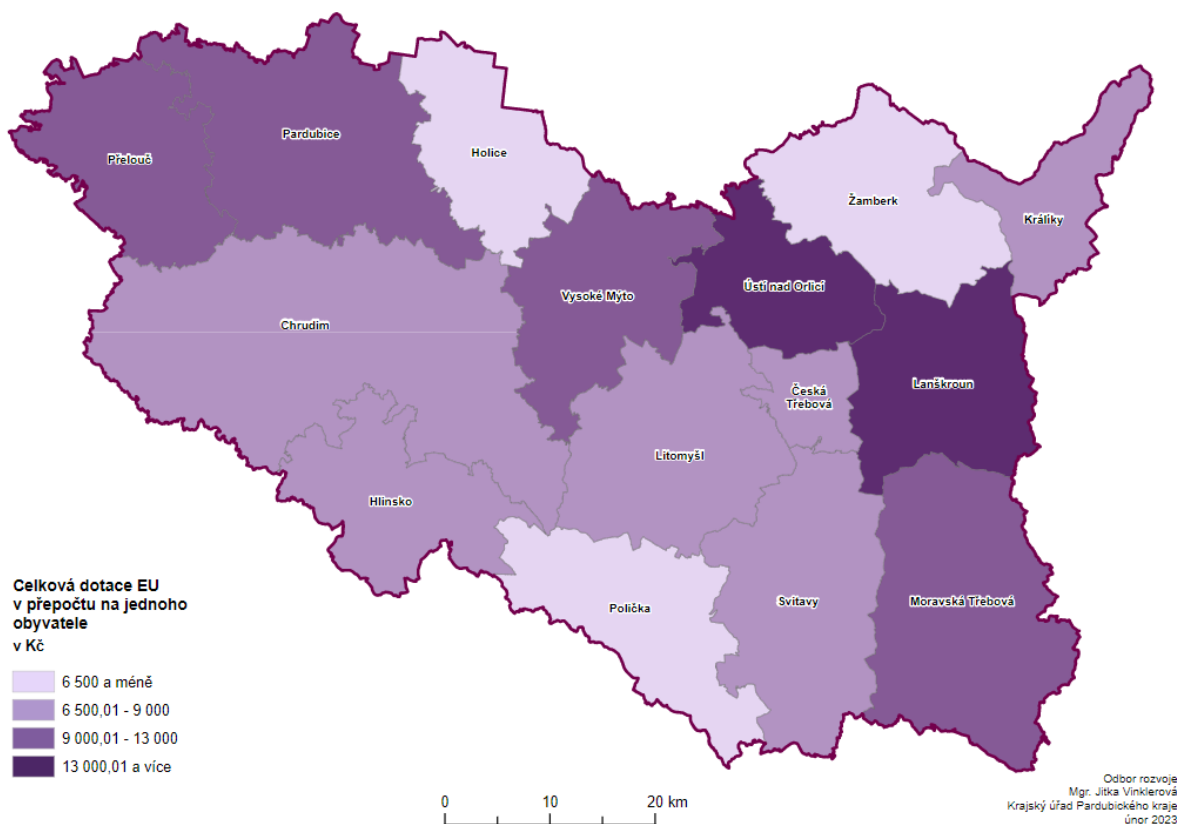 Pardubice
Přelouč
Holice
Žamberk
Králíky
Ústí nad Orlicí
Vysoké Mýto
Chrudim
Lanškroun
Česká
Třebová
Litomyšl
Hlinsko
Polička
Svitavy
Moravská Třebová
Celková dotace EU
v přepočtu na jednoho
obyvatele
v Kč
6 500 a méně
6 500,01 - 9 000
9 000,01 - 13 000
13 000,01 a více
0 10 20 km
Odbor rozvoje
Mgr. Jitka Vinklerová
Krajský úřad Pardubického kraje
únor 2023